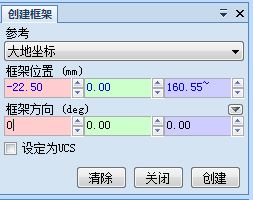 创建框架
参考
大地坐标
框架位置 (mm)
-22.50 0.00 160.55~
框架方向 (deg)
0 0.00 0.00
设定为UCS
清除 关闭 创建